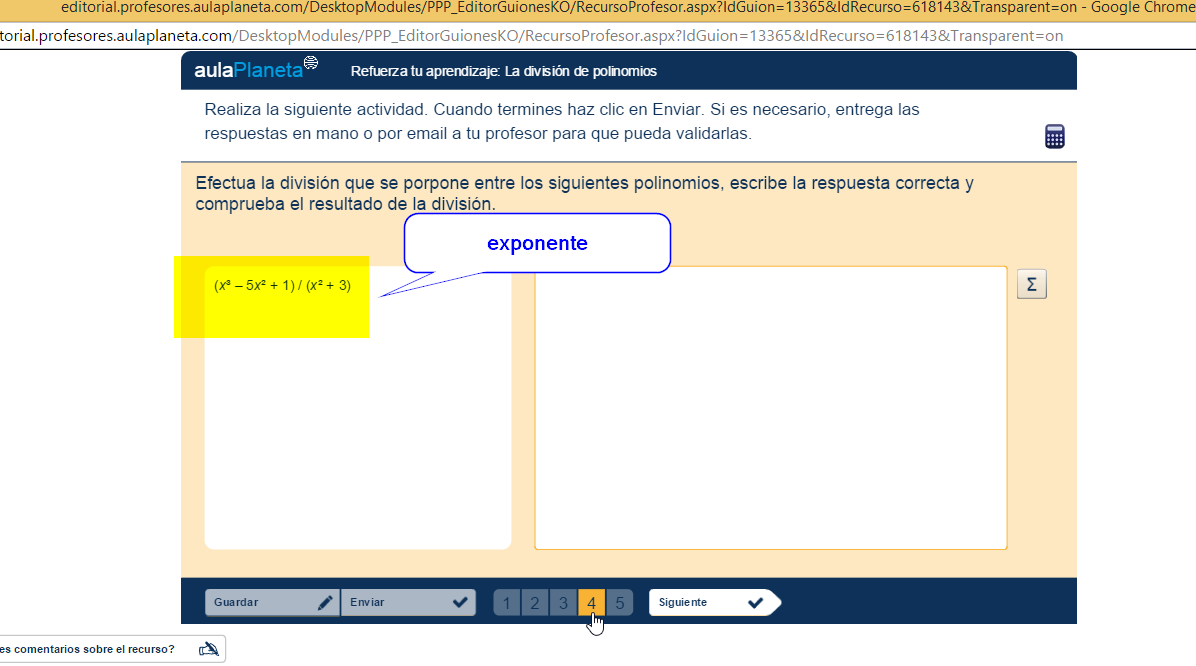 editorial.profesores.aulaplaneta.com/DesktopModules/PPP_EditorGuionesKO/RecursoProfesor.aspx?IdGuion=13365&IdRecurso=618143&Transparent=on - Google Chrome
torial.profesores.aulaplaneta.com/DesktopModules/PPP_EditorGuionesKO/RecursoProfesor.aspx?IdGuion=13365&IdRecurso=618143&Transparent=on
aulaPlaneta Refuerza tu aprendizaje: La división de polinomios
Realiza la siguiente actividad. Cuando termines haz clic en Enviar. Si es necesario, entrega las
respuestas en mano o por email a tu profesor para que pueda validarlas.
Efectua la división que se porpone entre los siguientes polinomios, escribe la respuesta correcta y
comprueba el resultado de la división.
exponente
(x³ – 5x² + 1) / (x² + 3)
Σ
Guardar Enviar 1 2 3 4 5 Siguiente
es comentarios sobre el recurso?